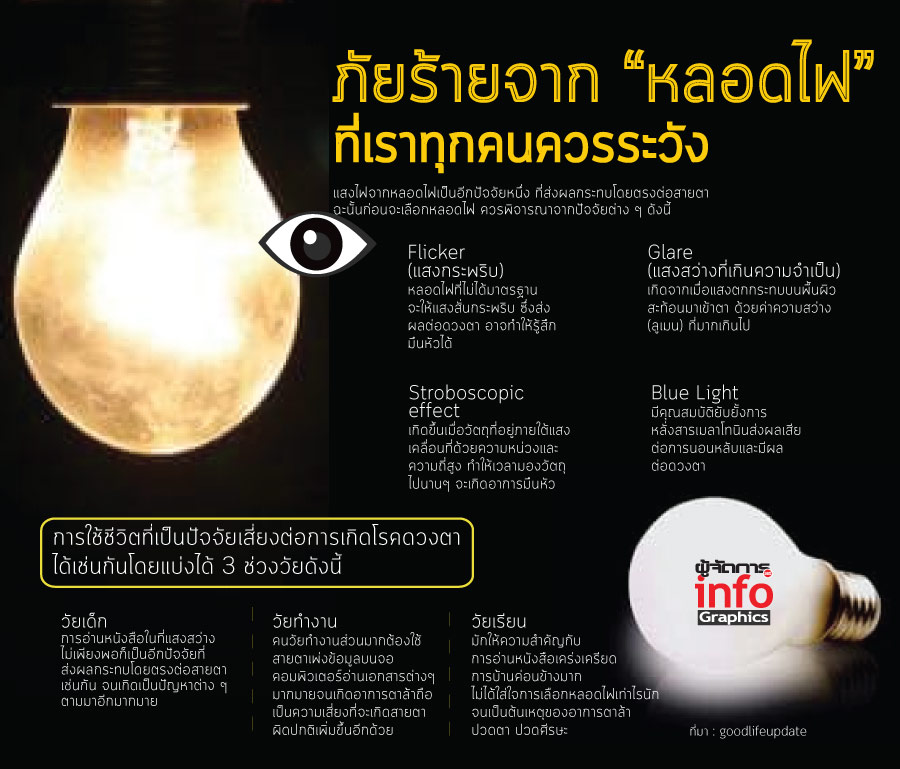 ภัยร้ายจาก “หลอดไฟ”
ที่เราทุกคนควรระวัง
แสงไฟจากหลอดไฟเป็นอีกปัจจัยหนึ่ง ที่ส่งผลกระทบโดยตรงต่อสายตา
ฉะนั้นก่อนจะเลือกหลอดไฟ ควรพิจารณาจากปัจจัยต่าง ๆ ดังนี้
Flicker
(แสงกระพริบ)
หลอดไฟที่ไม่ได้มาตรฐาน
จะให้แสงสั่นกระพริบ ซึ่งส่ง
ผลต่อดวงตา อาจทำให้รู้สึก
มึนหัวได้
Glare
(แสงสว่างที่เกินความจำเป็น)
เกิดจากเมื่อแสงตกกระทบบนพื้นผิว
สะท้อนมาเข้าตา ด้วยค่าความสว่าง
(ลูเมน) ที่มากเกินไป
Stroboscopic
effect
เกิดขึ้นเมื่อวัตถุที่อยู่ภายใต้แสง
เคลื่อนที่ด้วยความหน่วงและ
ความถี่สูง ทำให้เวลามองวัตถุ
ไปนานๆ จะเกิดอาการมึนหัว
Blue Light
มีคุณสมบัติยับยั้งการ
หลั่งสารเมลาโทนินส่งผลเสีย
ต่อการนอนหลับและมีผล
ต่อดวงตา
การใช้ชีวิตที่เป็นปัจจัยเสี่ยงต่อการเกิดโรคดวงตา
ได้เช่นกันโดยแบ่งได้ 3 ช่วงวัยดังนี้
วัยเด็ก
การอ่านหนังสือในที่แสงสว่าง
ไม่เพียงพอก็เป็นอีกปัจจัยที่
ส่งผลกระทบโดยตรงต่อสายตา
เช่นกัน จนเกิดเป็นปัญหาต่าง ๆ
ตามมาอีกมากมาย
วัยทำงาน
คนวัยทำงานส่วนมากต้องใช้
สายตาเพ่งข้อมูลบนจอ
คอมพิวเตอร์อ่านเอกสารต่างๆ
มากมายจนเกิดอาการตาล้าถือ
เป็นความเสี่ยงที่จะเกิดสายตา
ผิดปกติเพิ่มขึ้นอีกด้วย
วัยเรียน
มักให้ความสำคัญกับ
การอ่านหนังสือเคร่งเครียด
การบ้านค่อนข้างมาก
ไม่ได้ใส่ใจการเลือกหลอดไฟเท่าไรนัก
จนเป็นต้นเหตุของอาการตาล้า
ปวดตา ปวดศีรษะ
ผู้จัดการ
info
Graphics
ที่มา : goodlifeupdate